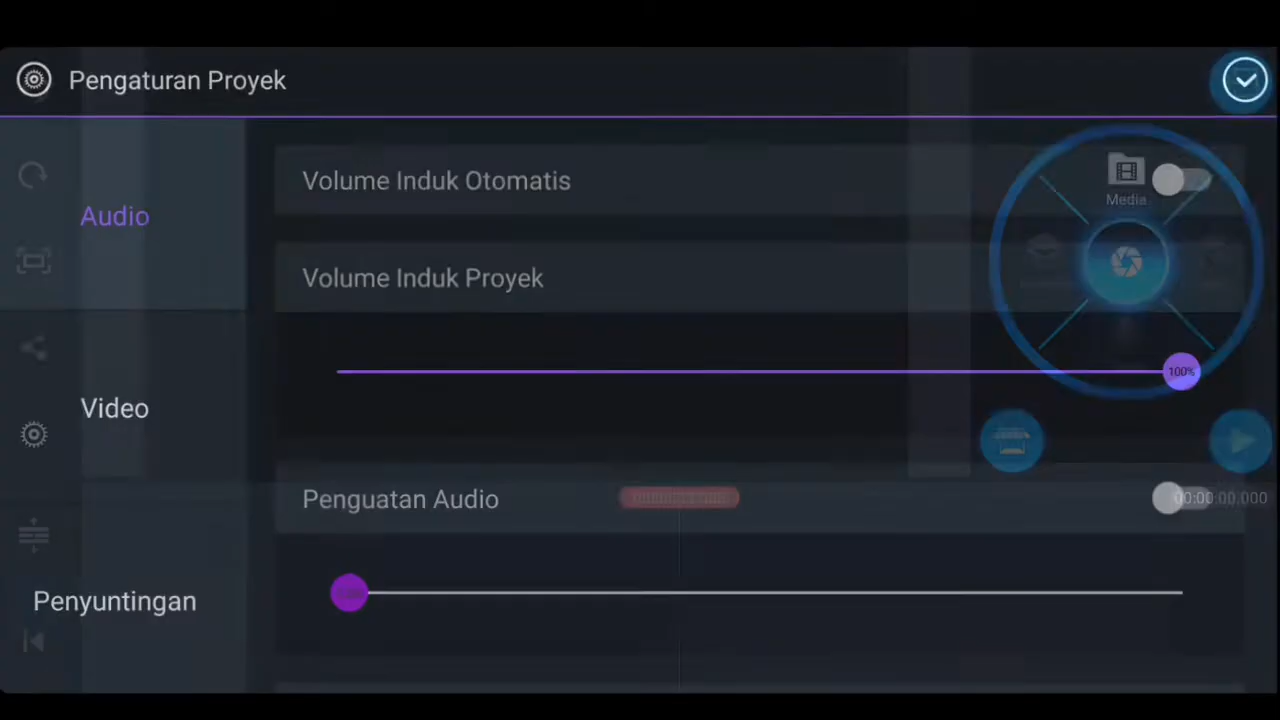 Pengaturan Proyek
Audio
Volume Induk Otomatis
Media
Volume Induk Proyek
100%
Video
Penguatan Audio
00:00:00.000
Penyuntingan